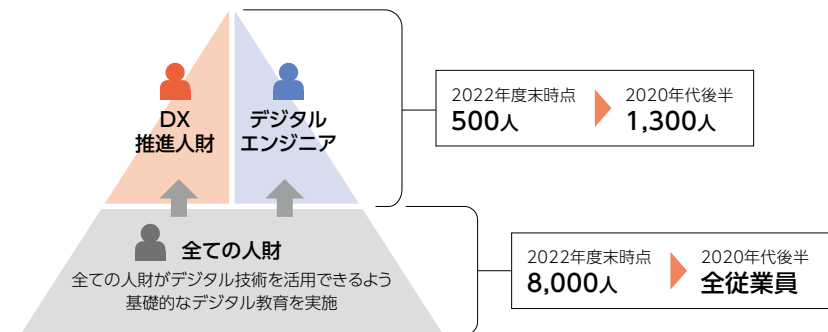 DX
推進人財
デジタル
エンジニア
2022年度末時点
500人
2020年代後半
1,300人
全ての人財
全ての人財がデジタル技術を活用できるよう
基礎的なデジタル教育を実施
2022年度末時点
8,000人
2020年代後半
全従業員